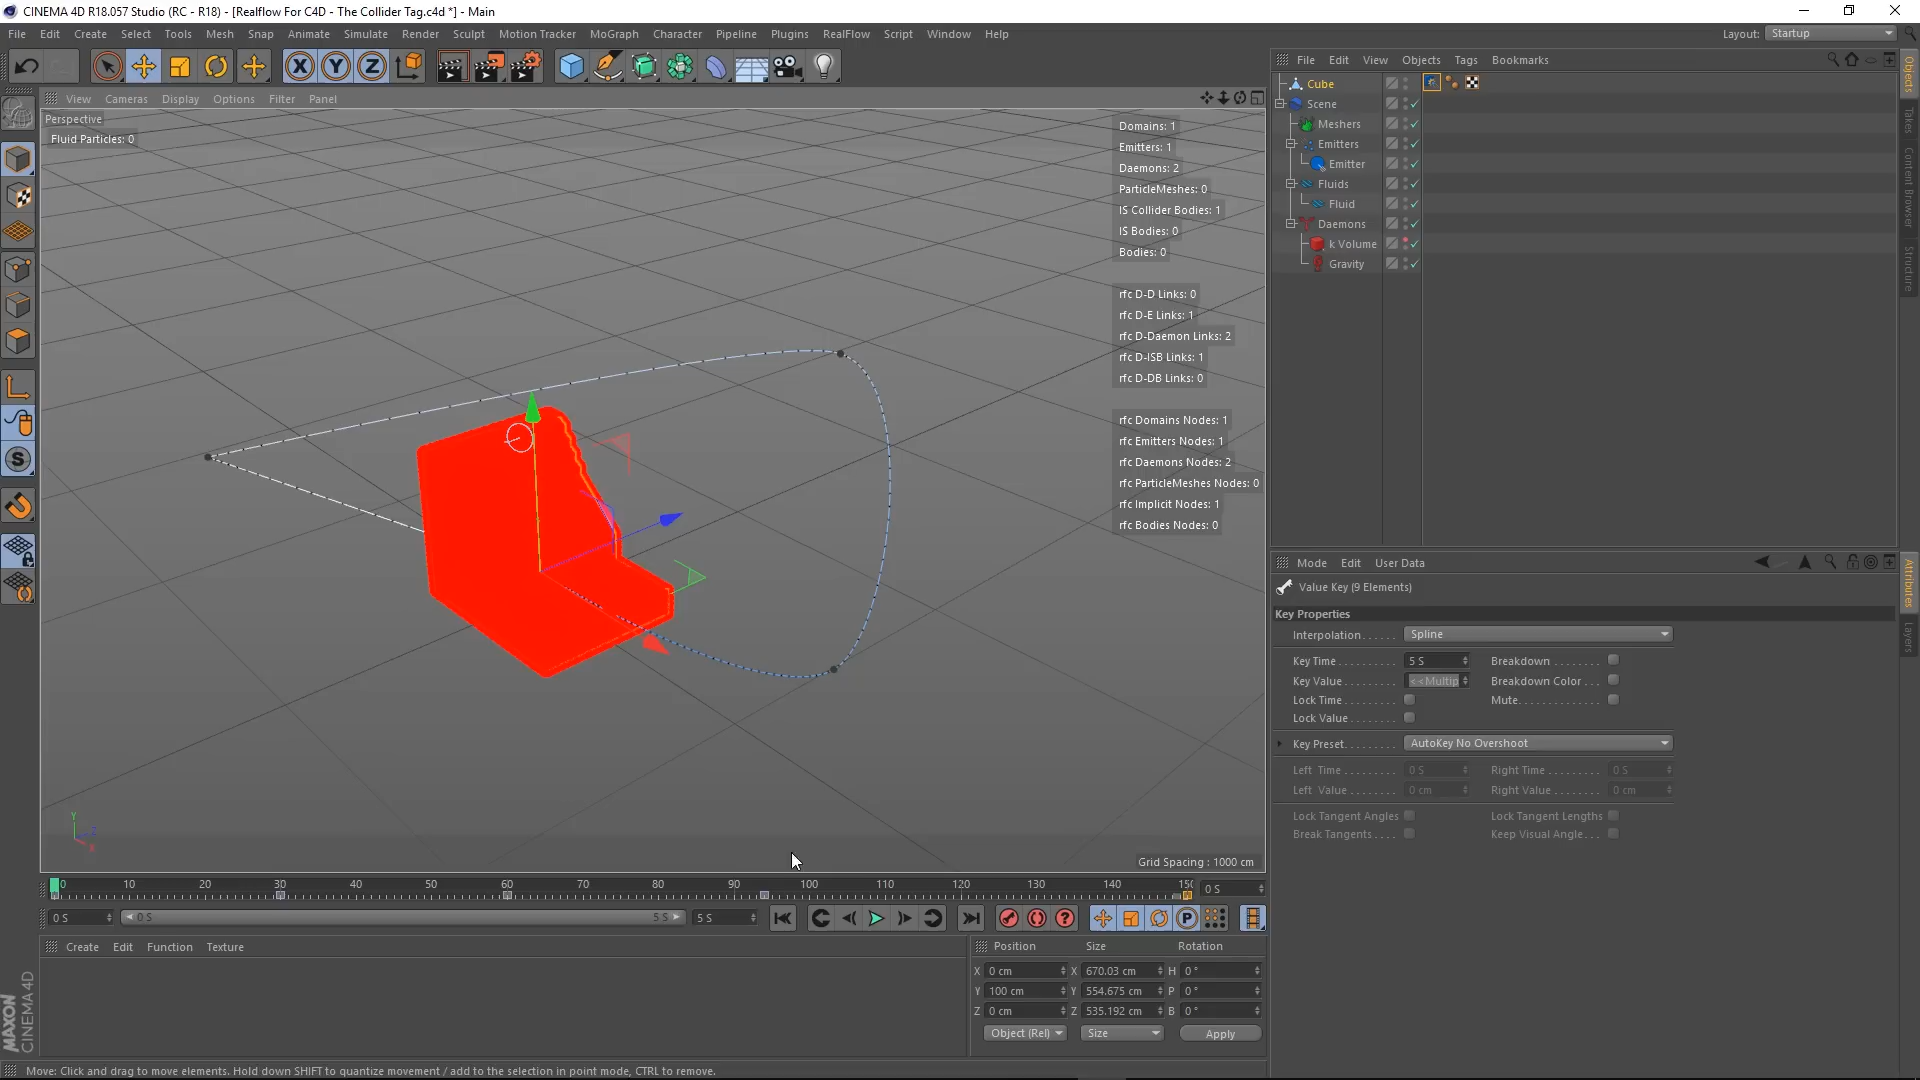 CINEMA 4D R18.057 Studio (RC - R18) - [Realflow For C4D - The Collider Tag.c4d *] - Main
File Edit Create Select Tools Mesh Snap Animate Simulate Render Sculpt Motion Tracker MoGraph Character Pipeline Plugins RealFlow Script Window Help
Layout: Startup
X Y Z
File Edit View Objects Tags Bookmarks
View Cameras Display Options Filter Panel
Perspective
Fluid Particles: 0
Domains: 1
Emitters: 1
Daemons: 2
ParticleMeshes: 0
IS Collider Bodies: 1
IS Bodies: 0
Bodies: 0
rfc D-D Links: 0
rfc D-E Links: 1
rfc D-Daemon Links: 2
rfc D-ISB Links: 1
rfc D-DB Links: 0
rfc Domains Nodes: 1
rfc Emitters Nodes: 1
rfc Daemons Nodes: 2
rfc ParticleMeshes Nodes: 0
rfc Implicit Nodes: 1
rfc Bodies Nodes: 0
Y
Z
X
Grid Spacing : 1000 cm
Cube
Scene
Meshers
Emitters
Emitter
Fluids
Fluid
Daemons
k Volume
Gravity
Objects
Takes
Content Browser
Structure
Mode Edit User Data
Value Key (9 Elements)
Key Properties
Interpolation...... Spline
Key Time.......... 5 S Breakdown ........
Key Value......... <<Multip Breakdown Color ...
Lock Time ......... Mute..............
Lock Value ........
Key Preset......... AutoKey No Overshoot
Left Time .......... 0 S Right Time ......... 0 S
Left Value ......... 0 cm Right Value ........ 0 cm
Lock Tangent Angles Lock Tangent Lengths
Break Tangents.... Keep Visual Angle...
Attributes
Layers
0 10 20 30 40 50 60 70 80 90 100 110 120 130 140 150 0 S
0 S 0 S 5 S 5 S
P
Create Edit Function Texture
Position Size Rotation
X 0 cm X 670.03 cm H 0 °
Y 100 cm Y 554.675 cm P 0 °
Z 0 cm Z 535.192 cm B 0 °
Object (Rel) Size Apply
MAXON
CINEMA 4D
Move: Click and drag to move elements. Hold down SHIFT to quantize movement / add to the selection in point mode, CTRL to remove.